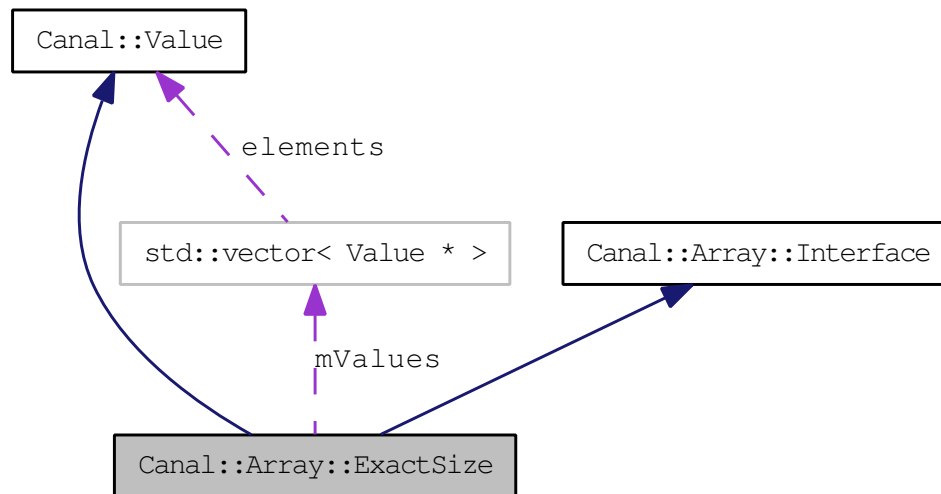 Canal::Value
elements
std::vector< Value * >
Canal::Array::Interface
mValues
Canal::Array::ExactSize